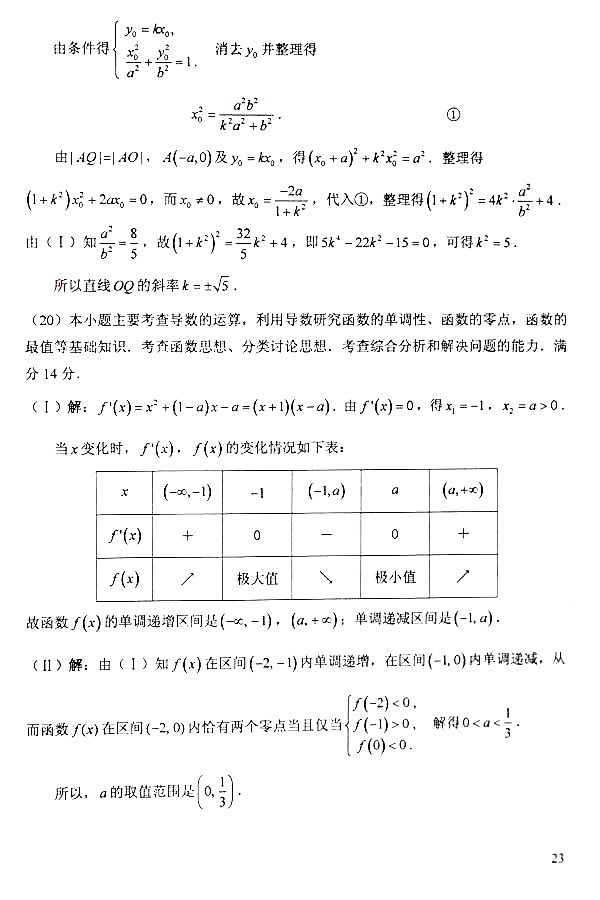 由条件得{ y₀ = kx₀, x₀²/a² + y₀²/b² = 1. 消去 y₀ 并整理得
x₀² = a²b²/(k²a² + b²). ①
由|AQ|=|AO|，A(−a,0)及 y₀ = kx₀，得(x₀ + a)² + k²x₀² = a². 整理得
(1+k²)x₀² + 2ax₀ = 0，而 x₀ ≠ 0，故 x₀ = −2a/(1+k²)，代入①，整理得(1+k²)² = 4k²·a²/b² + 4.
由（Ⅰ）知 a²/b² = 8/5，故(1+k²)² = 32/5 k² + 4，即 5k⁴ − 22k² − 15 = 0，可得 k² = 5.
所以直线 OQ 的斜率 k = ±√5.
（20）本小题主要考查导数的运算，利用导数研究函数的单调性、函数的零点，函数的
最值等基础知识．考查函数思想、分类讨论思想．考查综合分析和解决问题的能力．满
分 14 分．
（Ⅰ）解：f′(x) = x² + (1−a)x − a = (x+1)(x−a). 由 f′(x) = 0，得 x₁ = −1，x₂ = a > 0.
当 x 变化时，f′(x)，f(x) 的变化情况如下表：
x (−∞,−1) −1 (−1,a) a (a,+∞)
f′(x) + 0 − 0 +
f(x) ↗ 极大值 ↘ 极小值 ↗
故函数 f(x) 的单调递增区间是(−∞, −1)，(a, +∞)；单调递减区间是(−1, a).
（Ⅱ）解：由（Ⅰ）知 f(x) 在区间(−2, −1)内单调递增，在区间(−1, 0)内单调递减，从
而函数 f(x) 在区间(−2, 0)内恰有两个零点当且仅当{ f(−2) < 0, f(−1) > 0, f(0) < 0. 解得 0 < a < 1/3.
所以，a 的取值范围是(0, 1/3).
23